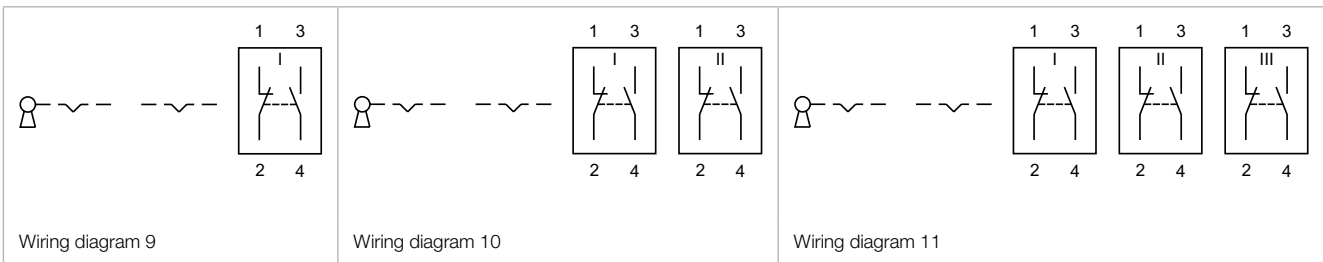 1 3
I
2 4
Wiring diagram 9
1 3 1 3
I II
2 4 2 4
Wiring diagram 10
1 3 1 3 1 3
I II III
2 4 2 4 2 4
Wiring diagram 11